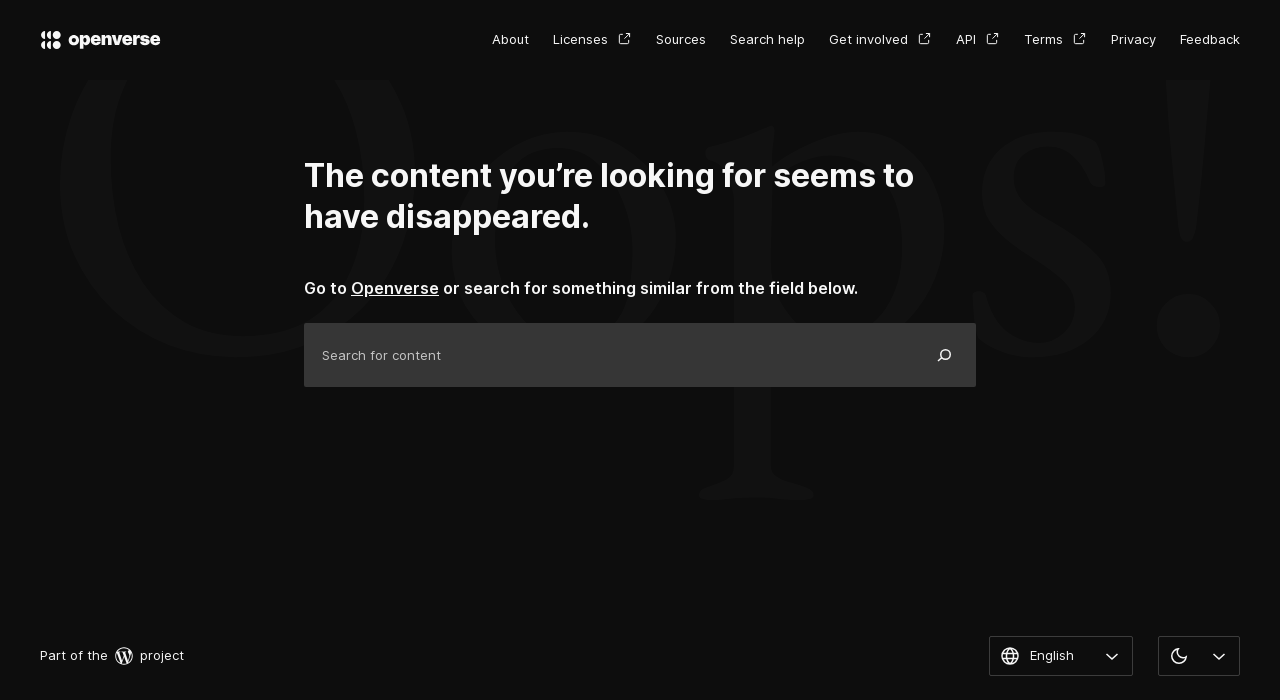 openverse
About Licenses Sources Search help Get involved API Terms Privacy Feedback
Oops!
The content you’re looking for seems to
have disappeared.
Go to Openverse or search for something similar from the field below.
Search for content
Part of the project
English